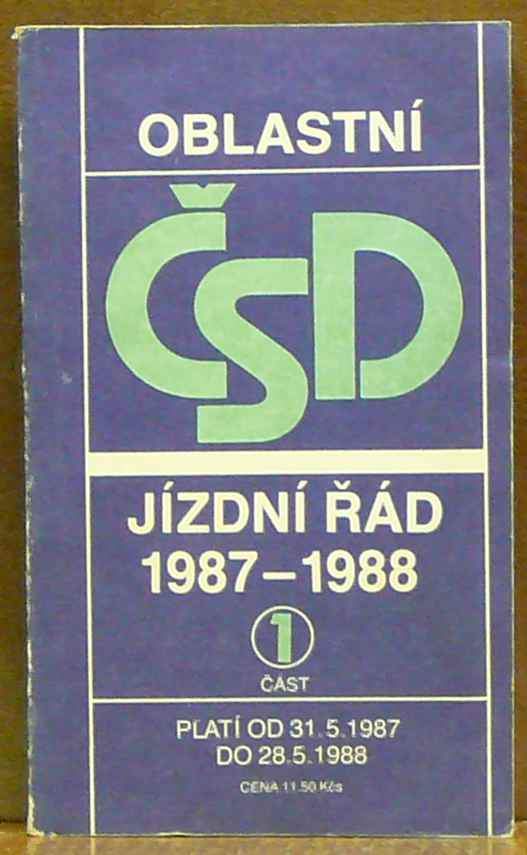 OBLASTNÍ
ČSD
JÍZDNÍ ŘÁD
1987-1988
1
ČÁST
PLATÍ OD 31.5.1987
DO 28.5.1988
CENA 11.50 Kčs